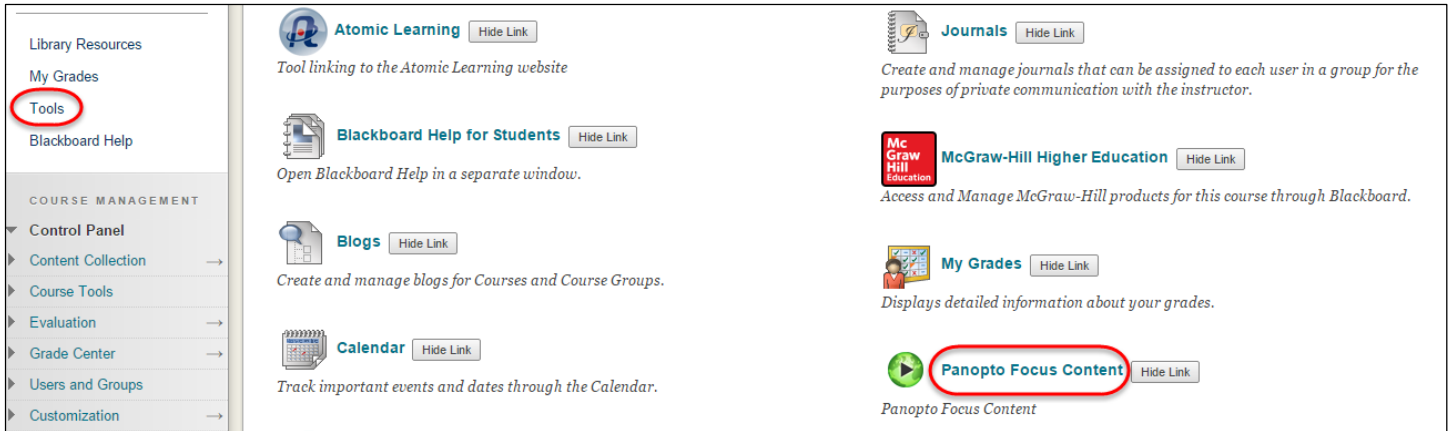 Library Resources
My Grades
Tools
Blackboard Help
COURSE MANAGEMENT
Control Panel
Content Collection
Course Tools
Evaluation
Grade Center
Users and Groups
Customization
Atomic Learning Hide Link
Tool linking to the Atomic Learning website
Blackboard Help for Students Hide Link
Open Blackboard Help in a separate window.
Blogs Hide Link
Create and manage blogs for Courses and Course Groups.
Calendar Hide Link
Track important events and dates through the Calendar.
Journals Hide Link
Create and manage journals that can be assigned to each user in a group for the
purposes of private communication with the instructor.
Mc
Graw
Hill
Education
McGraw-Hill Higher Education Hide Link
Access and Manage McGraw-Hill products for this course through Blackboard.
My Grades Hide Link
Displays detailed information about your grades.
Panopto Focus Content Hide Link
Panopto Focus Content